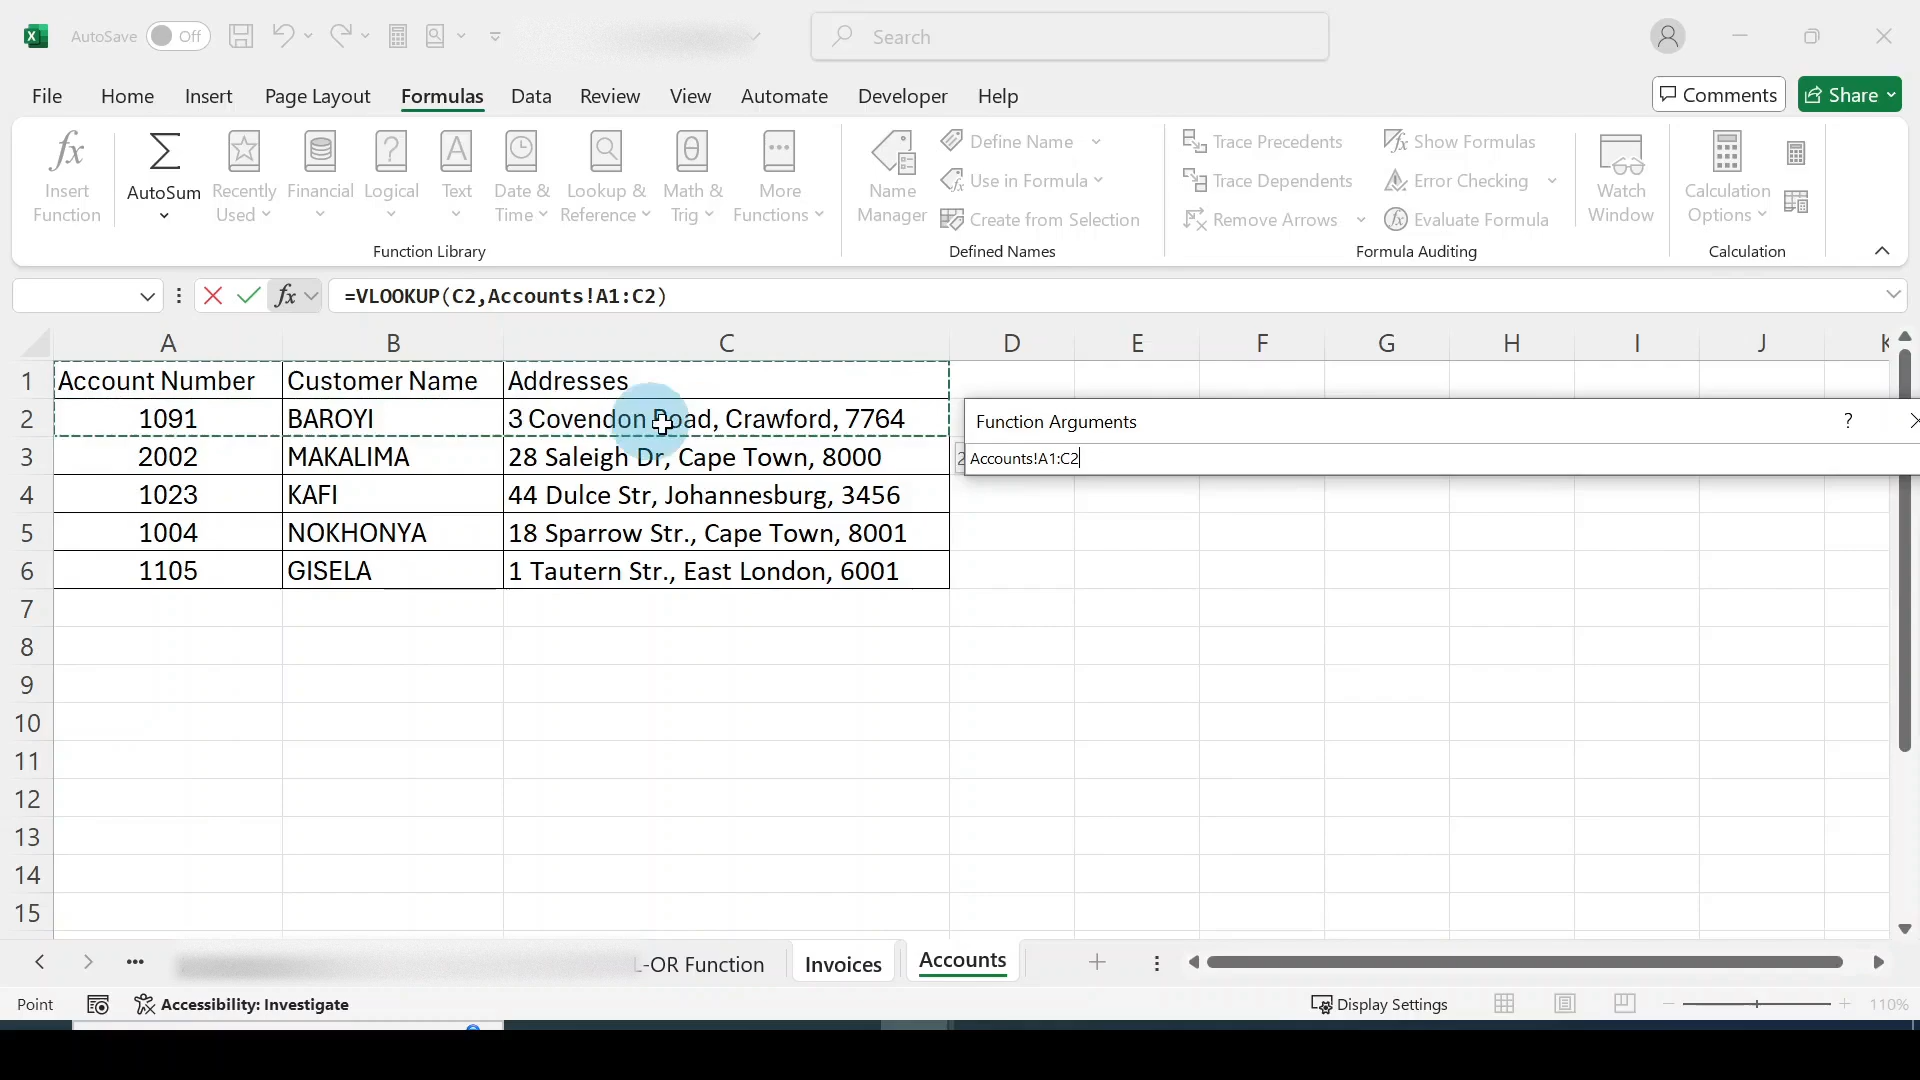 AutoSave Off Search
File Home Insert Page Layout Formulas Data Review View Automate Developer Help Comments Share
fx Insert Function
AutoSum
Recently Used
Financial
Logical
Text
Date & Time
Lookup & Reference
Math & Trig
More Functions
Function Library
Name Manager
Define Name
Use in Formula
Create from Selection
Defined Names
Trace Precedents
Trace Dependents
Remove Arrows
Show Formulas
Error Checking
Evaluate Formula
Formula Auditing
Watch Window
Calculation Options
Calculation
fx =VLOOKUP(C2,Accounts!A1:C2)
A B C D E F G H I J
1 Account Number Customer Name Addresses
2 1091 BAROYI 3 Covendon Road, Crawford, 7764
3 2002 MAKALIMA 28 Saleigh Dr, Cape Town, 8000
4 1023 KAFI 44 Dulce Str, Johannesburg, 3456
5 1004 NOKHONYA 18 Sparrow Str., Cape Town, 8001
6 1105 GISELA 1 Tautern Str., East London, 6001
7
8
9
10
11
12
13
14
15
Function Arguments ?
Accounts!A1:C2
-OR Function Invoices Accounts
Point Accessibility: Investigate Display Settings 110%